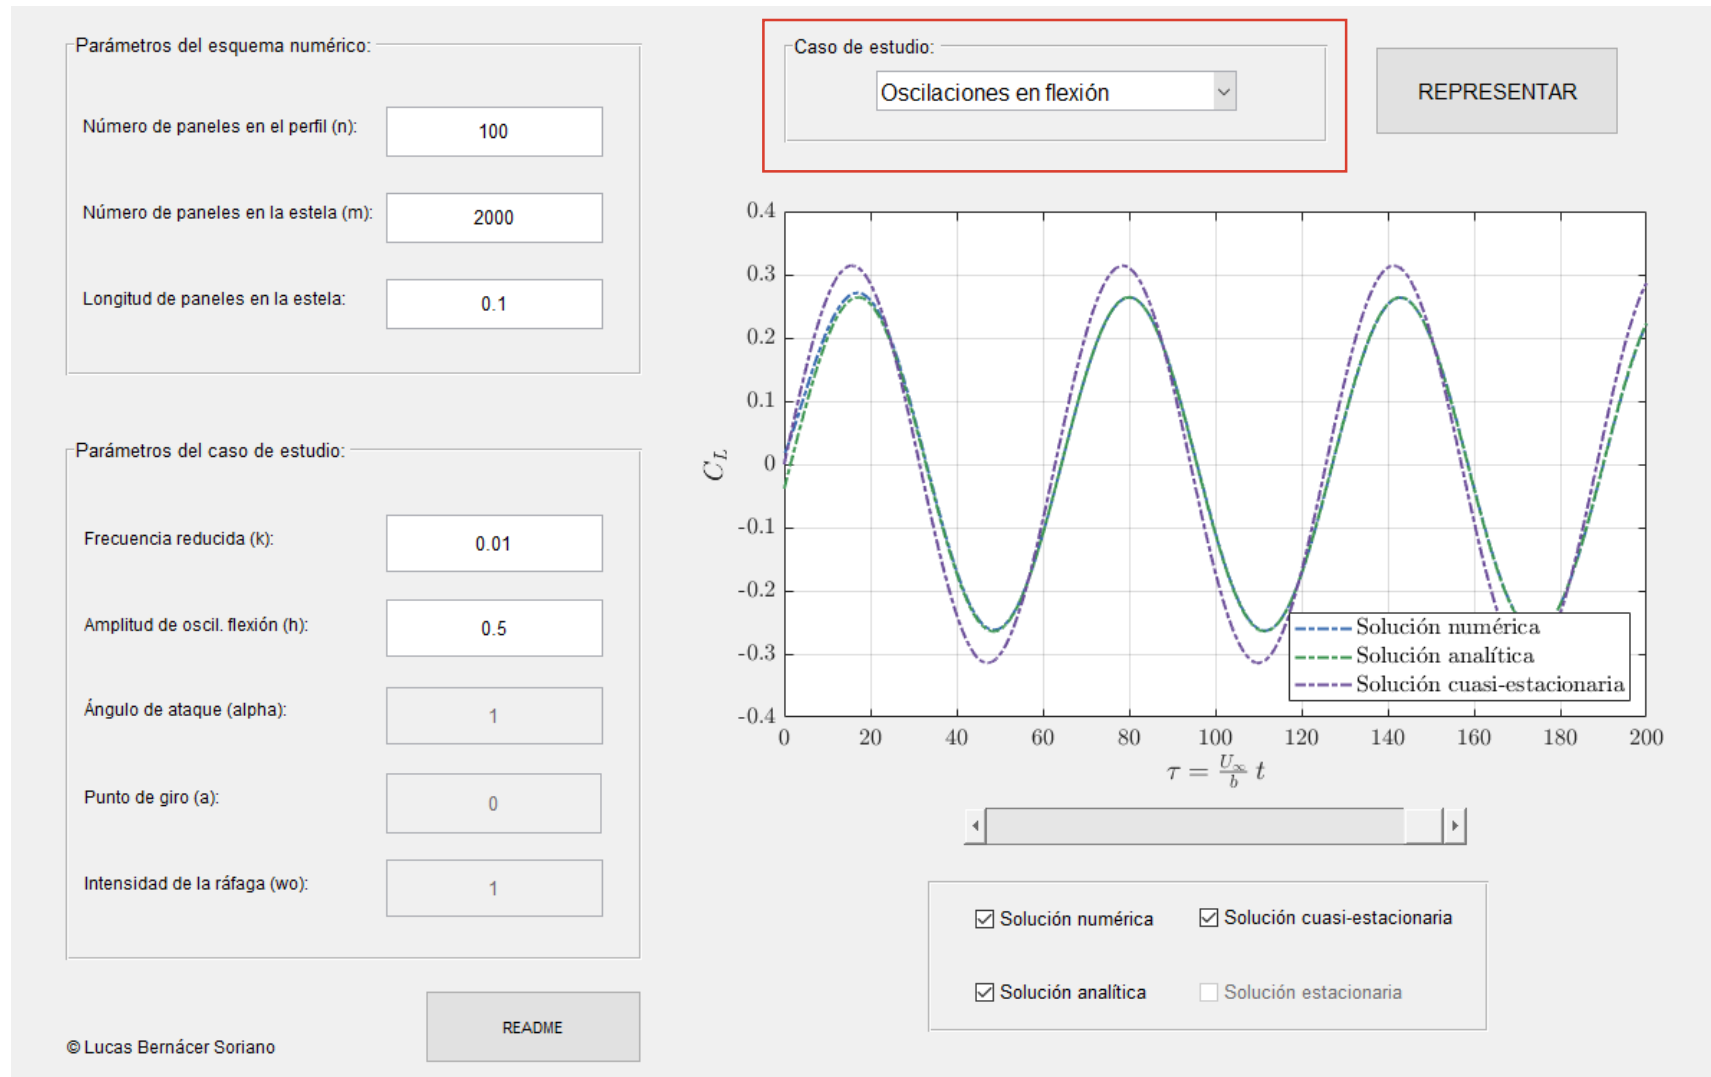 Parámetros del esquema numérico:
Número de paneles en el perfil (n):
100
Número de paneles en la estela (m):
2000
Longitud de paneles en la estela:
0.1
Parámetros del caso de estudio:
Frecuencia reducida (k):
0.01
Amplitud de oscil. flexión (h):
0.5
Ángulo de ataque (alpha):
1
Punto de giro (a):
0
Intensidad de la ráfaga (wo):
1
README
© Lucas Bernácer Soriano
Caso de estudio:
Oscilaciones en flexión
REPRESENTAR
0.4
0.3
0.2
0.1
0
-0.1
-0.2
-0.3
-0.4
C_L
Solución numérica
Solución analítica
Solución cuasi-estacionaria
0 20 40 60 80 100 120 140 160 180 200
τ = U∞/b t
Solución numérica
Solución cuasi-estacionaria
Solución analítica
Solución estacionaria